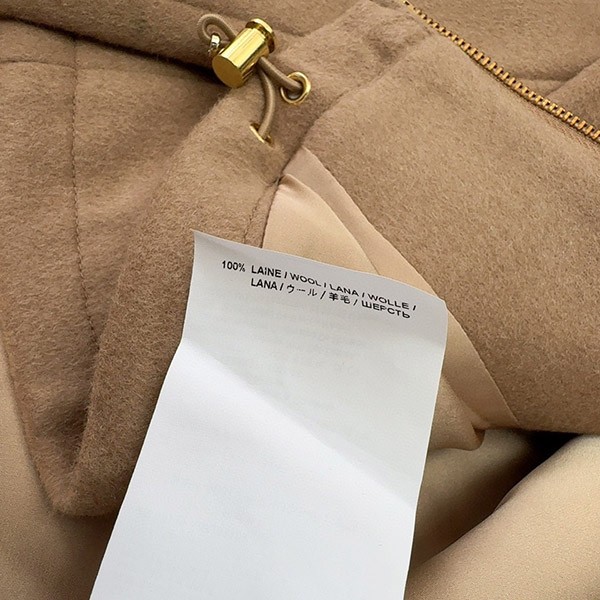 100% LAINE / WOOL / LANA / WOLLE /
LANA / ウール / 羊毛 / ШЕРСТЬ